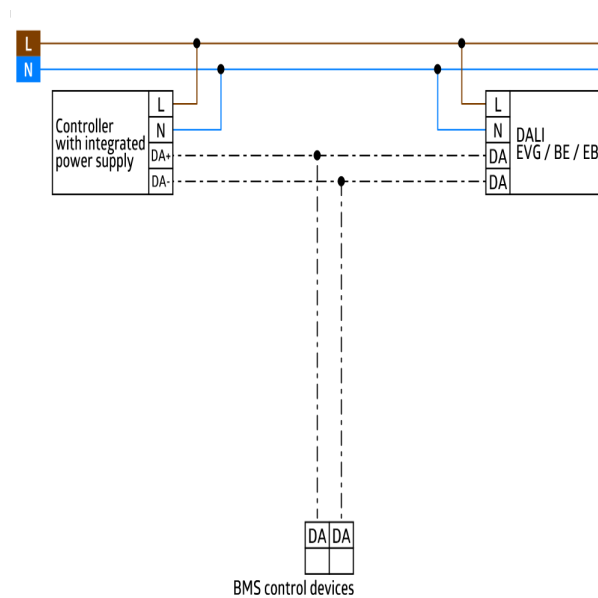 L
N
Controller
with integrated
power supply
L
N
DA+
DA-
L
N
DA
DA
DALI
EVG / BE / EB
DA DA
BMS control devices